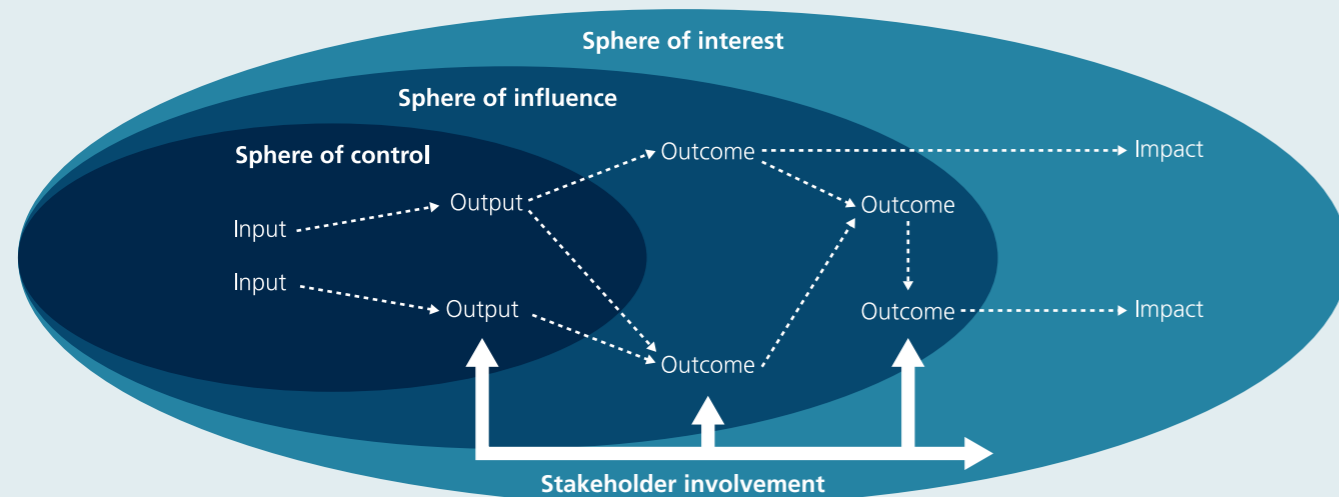 Sphere of interest
Sphere of influence
Sphere of control
Outcome
Impact
Output
Outcome
Input
Input
Output
Outcome
Impact
Outcome
Stakeholder involvement